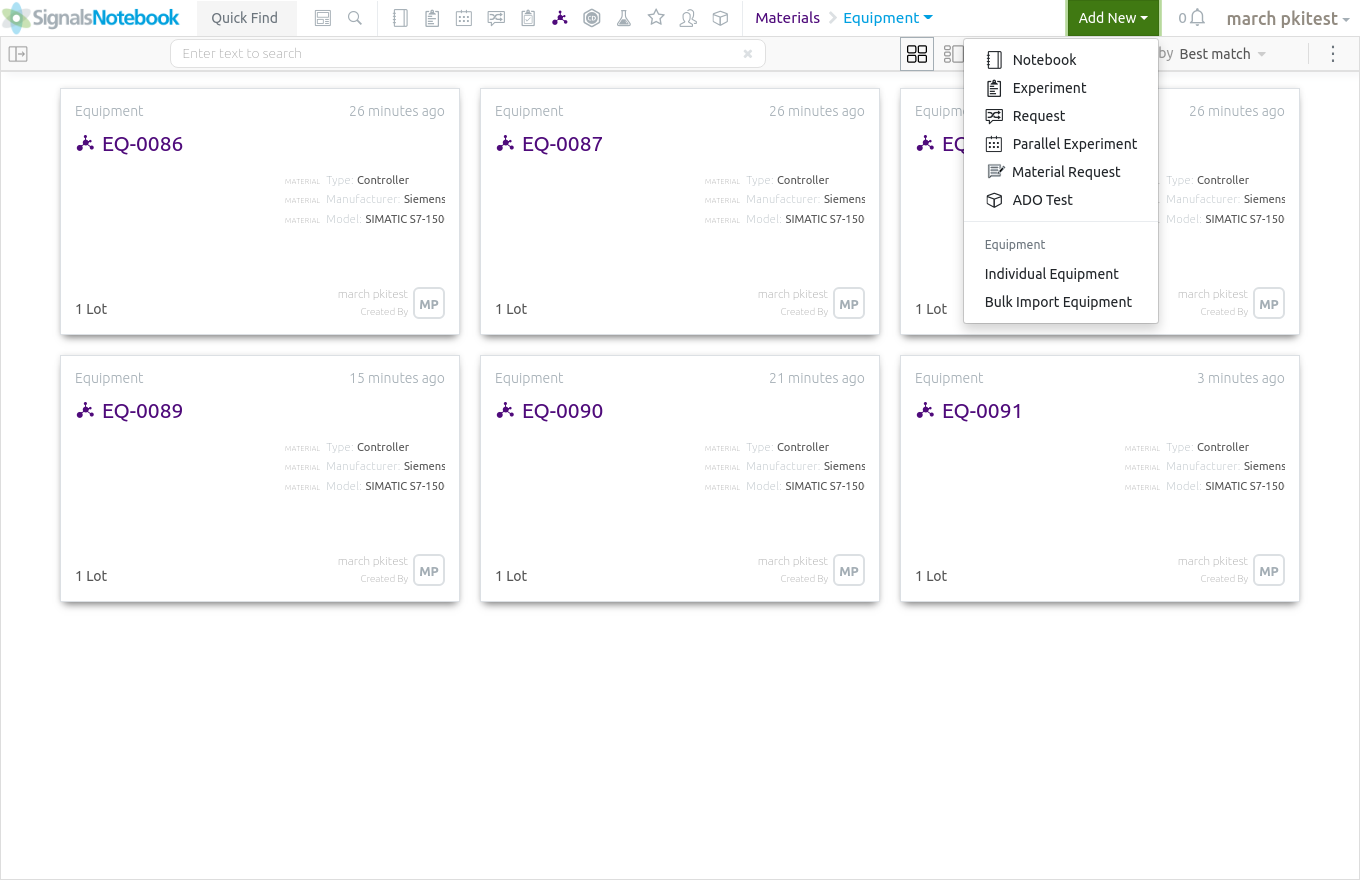 SignalsNotebook Quick Find Materials Equipment Add New 0 march pkitest
Enter text to search by Best match
Notebook
Experiment
Request
Parallel Experiment
Material Request
ADO Test
Equipment
Individual Equipment
Bulk Import Equipment
Equipment 26 minutes ago
EQ-0086
MATERIAL Type: Controller
MATERIAL Manufacturer: Siemens
MATERIAL Model: SIMATIC S7-150
march pkitest MP
1 Lot Created By
Equipment 26 minutes ago
EQ-0087
MATERIAL Type: Controller
MATERIAL Manufacturer: Siemens
MATERIAL Model: SIMATIC S7-150
march pkitest MP
1 Lot Created By
26 minutes ago
Type: Controller
Manufacturer: Siemens
Model: SIMATIC S7-150
march pkitest MP
1 Lot Created By
Equipment 15 minutes ago
EQ-0089
MATERIAL Type: Controller
MATERIAL Manufacturer: Siemens
MATERIAL Model: SIMATIC S7-150
march pkitest MP
1 Lot Created By
Equipment 21 minutes ago
EQ-0090
MATERIAL Type: Controller
MATERIAL Manufacturer: Siemens
MATERIAL Model: SIMATIC S7-150
march pkitest MP
1 Lot Created By
Equipment 3 minutes ago
EQ-0091
MATERIAL Type: Controller
MATERIAL Manufacturer: Siemens
MATERIAL Model: SIMATIC S7-150
march pkitest MP
1 Lot Created By